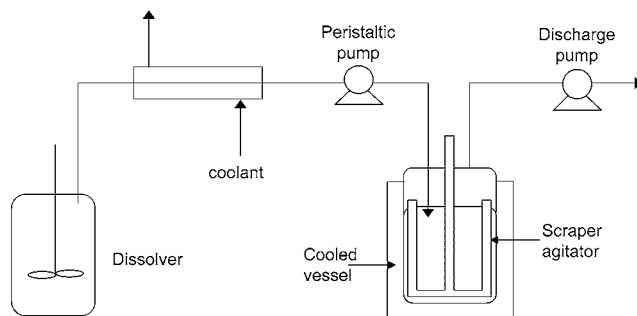 Peristaltic
pump
Discharge
pump
coolant
Dissolver
Cooled
vessel
Scraper
agitator